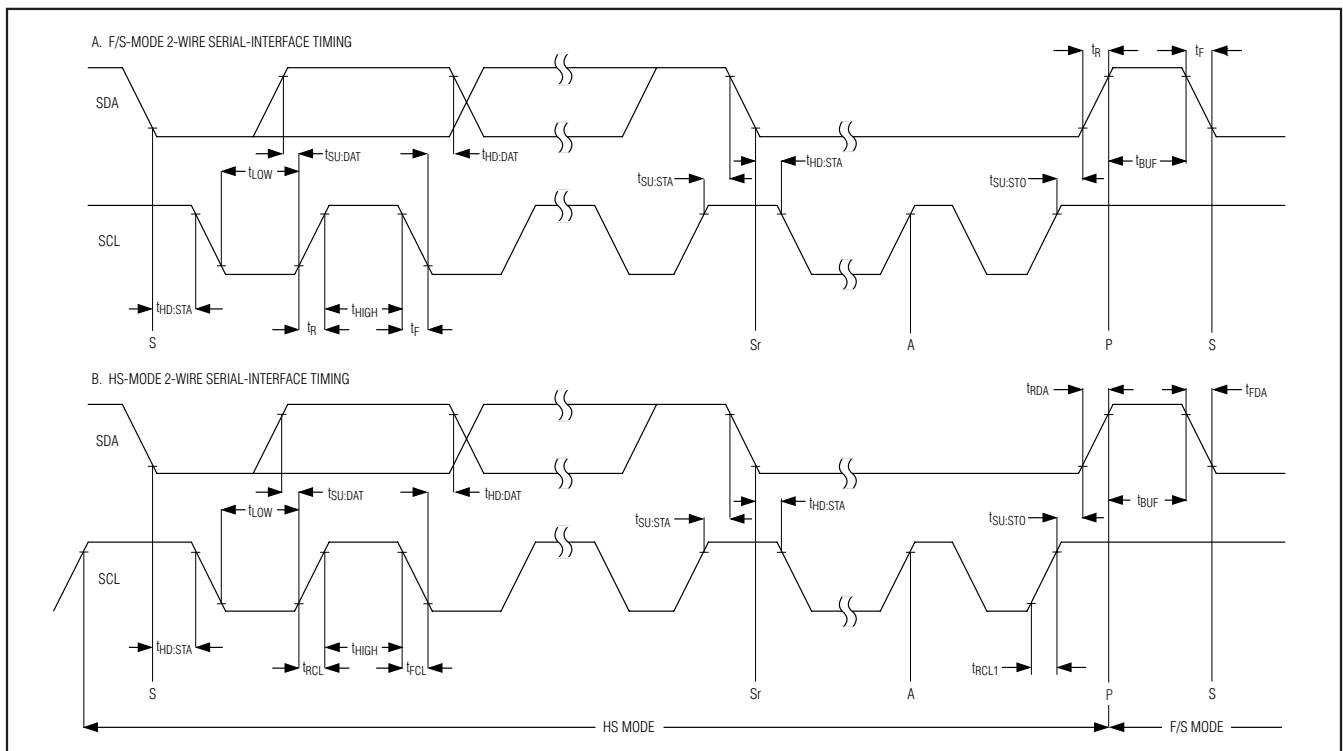 A. F/S-MODE 2-WIRE SERIAL-INTERFACE TIMING
tR
tF
SDA
tSU:DAT
tHD:DAT
tLOW
tHD:STA
tBUF
tSU:STA
tSU:STO
SCL
tHD:STA
tR
tHIGH
tF
S
Sr
A
P
S
B. HS-MODE 2-WIRE SERIAL-INTERFACE TIMING
tRDA
tFDA
SDA
tSU:DAT
tHD:DAT
tLOW
tHD:STA
tBUF
tSU:STA
tSU:STO
SCL
tHD:STA
tRCL
tHIGH
tFCL
tRCL1
S
Sr
A
P
S
HS MODE
F/S MODE